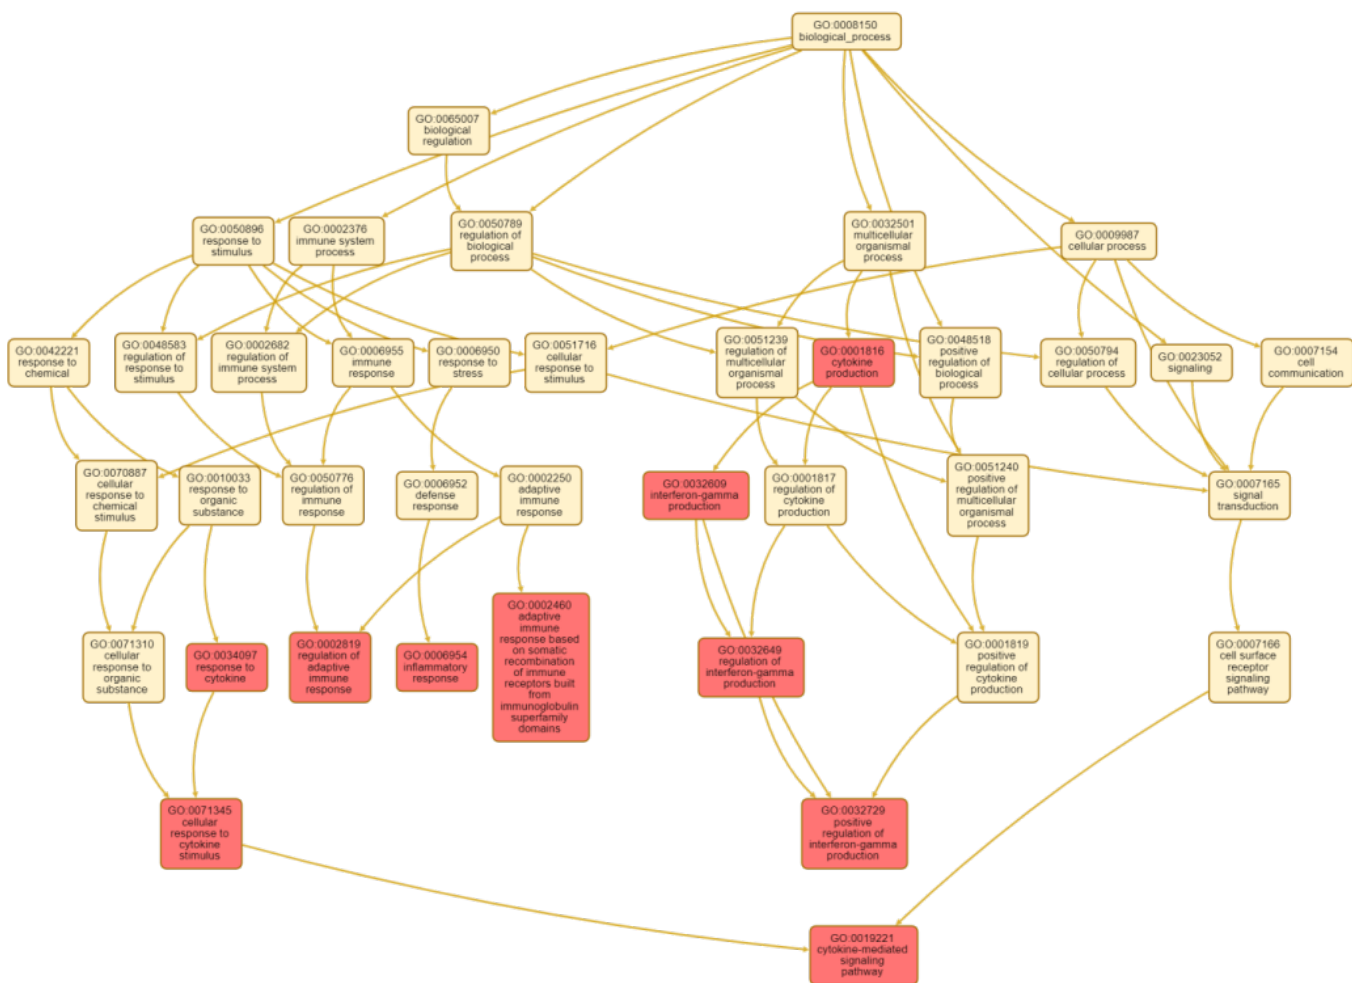 GO:0008150
biological_process
GO:0065007
biological
regulation
GO:0050896
response to
stimulus
GO:0002376
immune system
process
GO:0050789
regulation of
biological
process
GO:0032501
multicellular
organismal
process
GO:0009987
cellular process
GO:0042221
response to
chemical
GO:0048583
regulation of
response to
stimulus
GO:0002682
regulation of
immune system
process
GO:0006955
immune
response
GO:0006950
response to
stress
GO:0051716
cellular
response to
stimulus
GO:0051239
regulation of
multicellular
organismal
process
GO:0001816
cytokine
production
GO:0048518
positive
regulation of
biological
process
GO:0050794
regulation of
cellular process
GO:0023052
signaling
GO:0007154
cell
communication
GO:0070887
cellular
response to
chemical
stimulus
GO:0010033
response to
organic
substance
GO:0050776
regulation of
immune
response
GO:0006952
defense
response
GO:0002250
adaptive
immune
response
GO:0032609
interferon-gamma
production
GO:0001817
regulation of
cytokine
production
GO:0051240
positive
regulation of
multicellular
organismal
process
GO:0007165
signal
transduction
GO:0071310
cellular
response to
organic
substance
GO:0034097
response to
cytokine
GO:0002819
regulation of
adaptive
immune
response
GO:0006954
inflammatory
response
GO:0002460
adaptive
immune
response based
on somatic
recombination
of immune
receptors built
from
immunoglobulin
superfamily
domains
GO:0032649
regulation of
interferon-gamma
production
GO:0001819
positive
regulation of
cytokine
production
GO:0007166
cell surface
receptor
signaling
pathway
GO:0071345
cellular
response to
cytokine
stimulus
GO:0032729
positive
regulation of
interferon-gamma
production
GO:0019221
cytokine-mediated
signaling
pathway